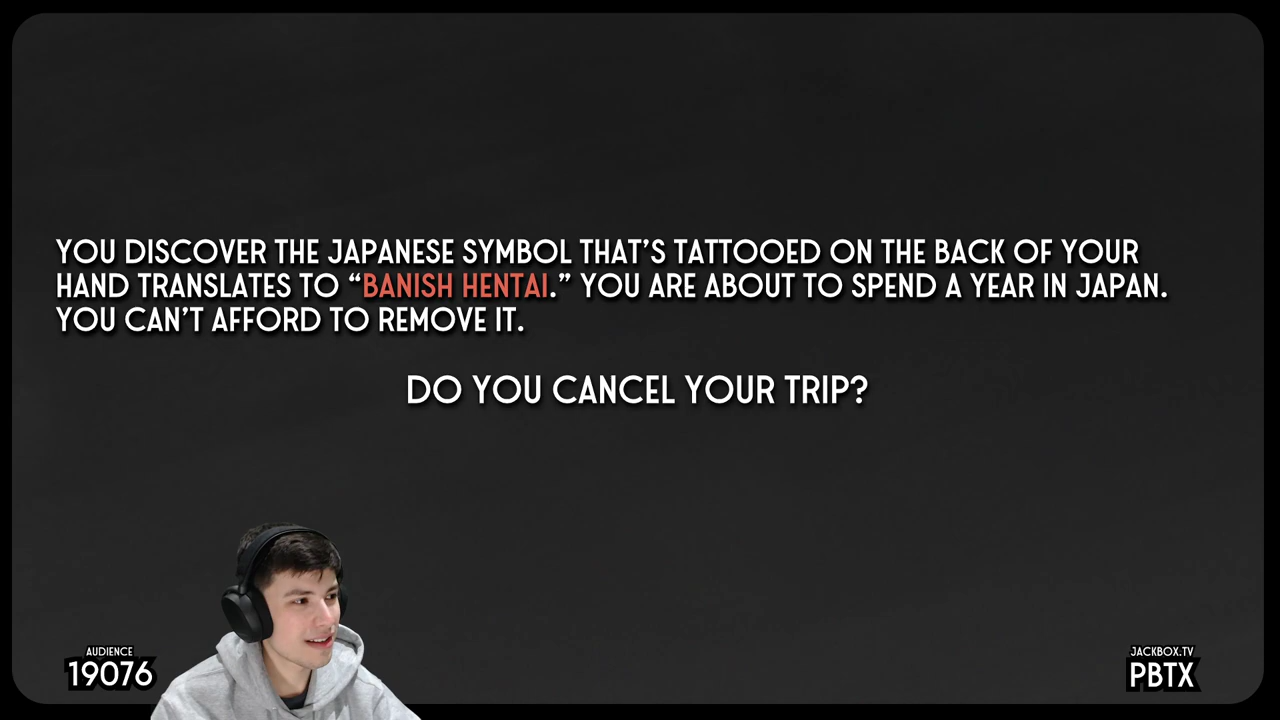 YOU DISCOVER THE JAPANESE SYMBOL THAT'S TATTOOED ON THE BACK OF YOUR
HAND TRANSLATES TO “BANISH HENTAI.” YOU ARE ABOUT TO SPEND A YEAR IN JAPAN.
YOU CAN'T AFFORD TO REMOVE IT.
DO YOU CANCEL YOUR TRIP?
AUDIENCE
19076
JACKBOX.TV
PBTX